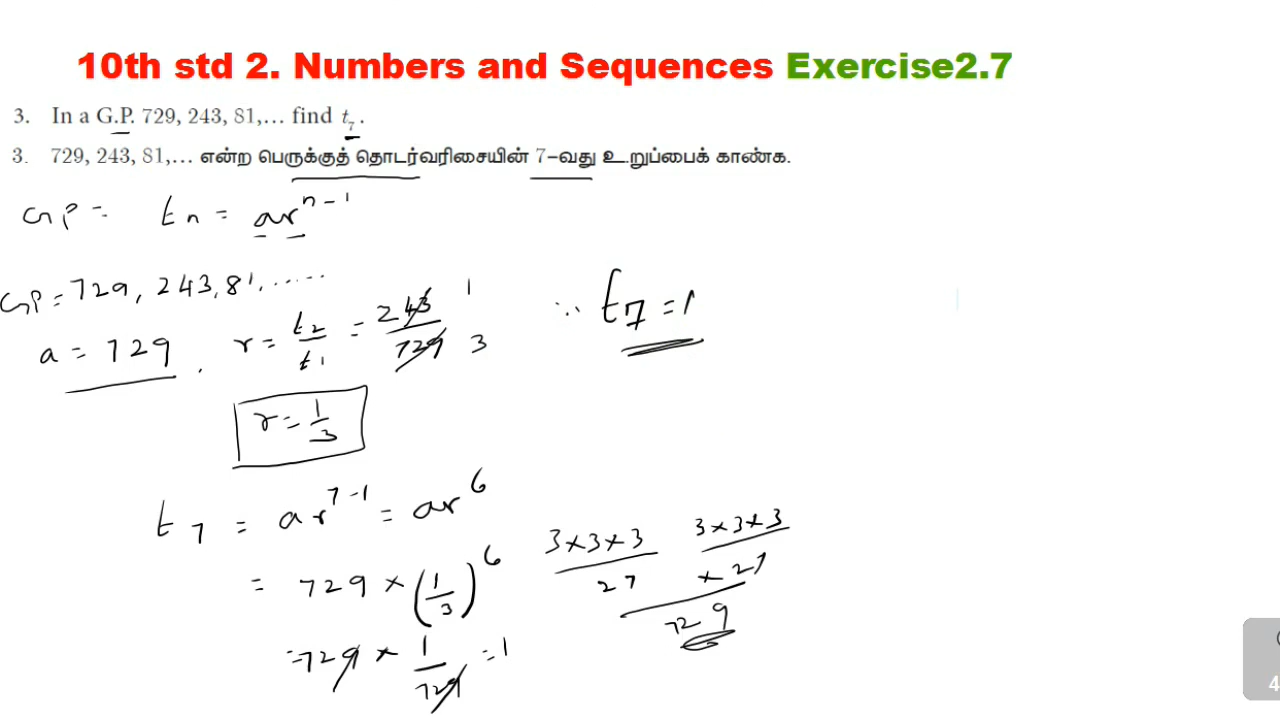 10th std 2. Numbers and Sequences Exercise2.7
3. In a G.P. 729, 243, 81,... find t₇.
3. 729, 243, 81,... என்ற பெருக்குத் தொடர்வரிசையின் 7-வது உறுப்பைக் காண்க.
GP = tₙ = ar^(n-1)
GP = 729, 243, 81, ......
a = 729, r = t₂/t₁ = 243/729 1 3
∴ t₇ = 1
r = 1/3
t₇ = ar^(7-1) = ar^6
= 729 × (1/3)^6
= 729 × 1/729 = 1
3×3×3 3×3×3
27 × 27
729
4